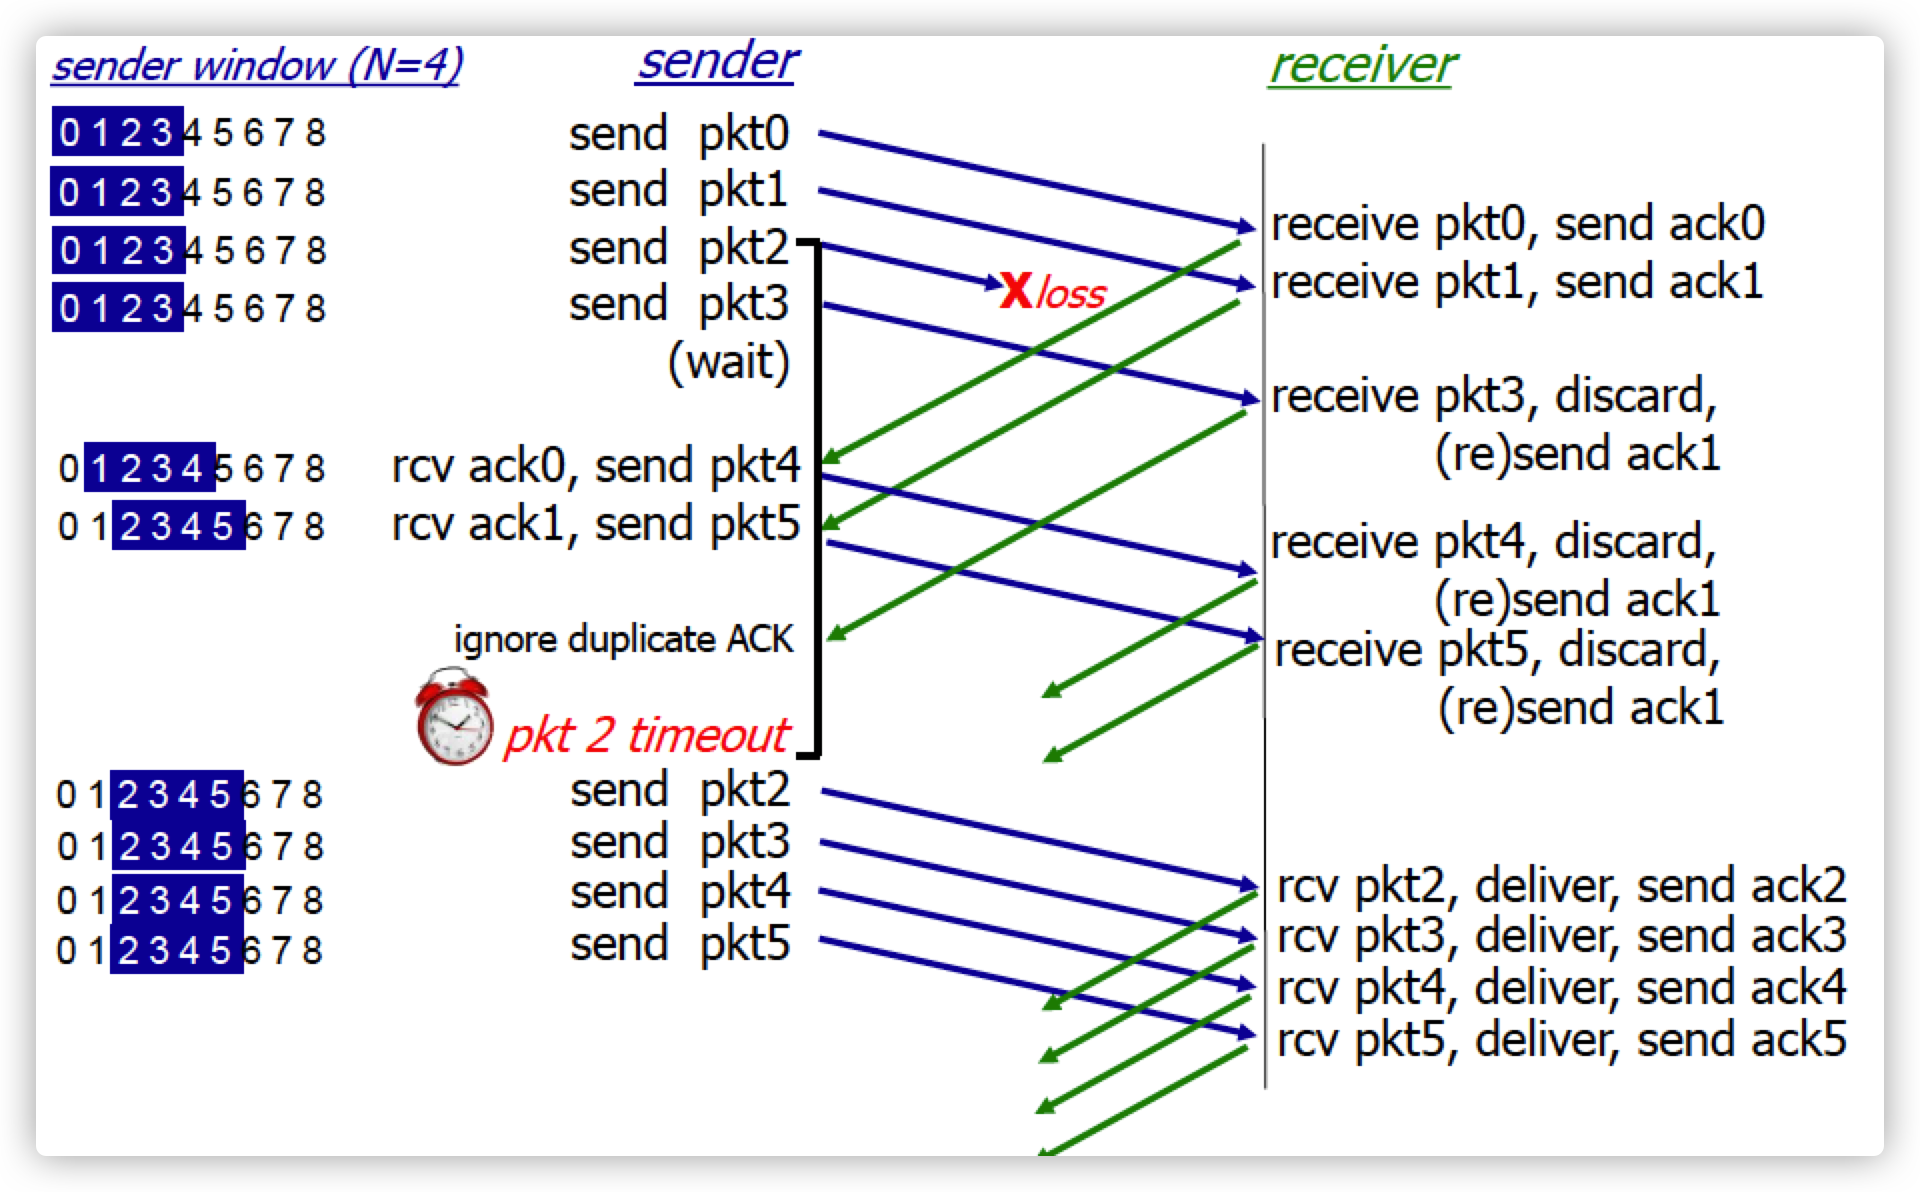 sender window (N=4) sender receiver
0 1 2 3 4 5 6 7 8 send pkt0
0 1 2 3 4 5 6 7 8 send pkt1
receive pkt0, send ack0
0 1 2 3 4 5 6 7 8 send pkt2
receive pkt1, send ack1
X loss
0 1 2 3 4 5 6 7 8 send pkt3
(wait)
receive pkt3, discard,
(re)send ack1
0 1 2 3 4 5 6 7 8 rcv ack0, send pkt4
0 1 2 3 4 5 6 7 8 rcv ack1, send pkt5
receive pkt4, discard,
(re)send ack1
ignore duplicate ACK
receive pkt5, discard,
(re)send ack1
pkt 2 timeout
0 1 2 3 4 5 6 7 8 send pkt2
0 1 2 3 4 5 6 7 8 send pkt3
0 1 2 3 4 5 6 7 8 send pkt4
0 1 2 3 4 5 6 7 8 send pkt5
rcv pkt2, deliver, send ack2
rcv pkt3, deliver, send ack3
rcv pkt4, deliver, send ack4
rcv pkt5, deliver, send ack5